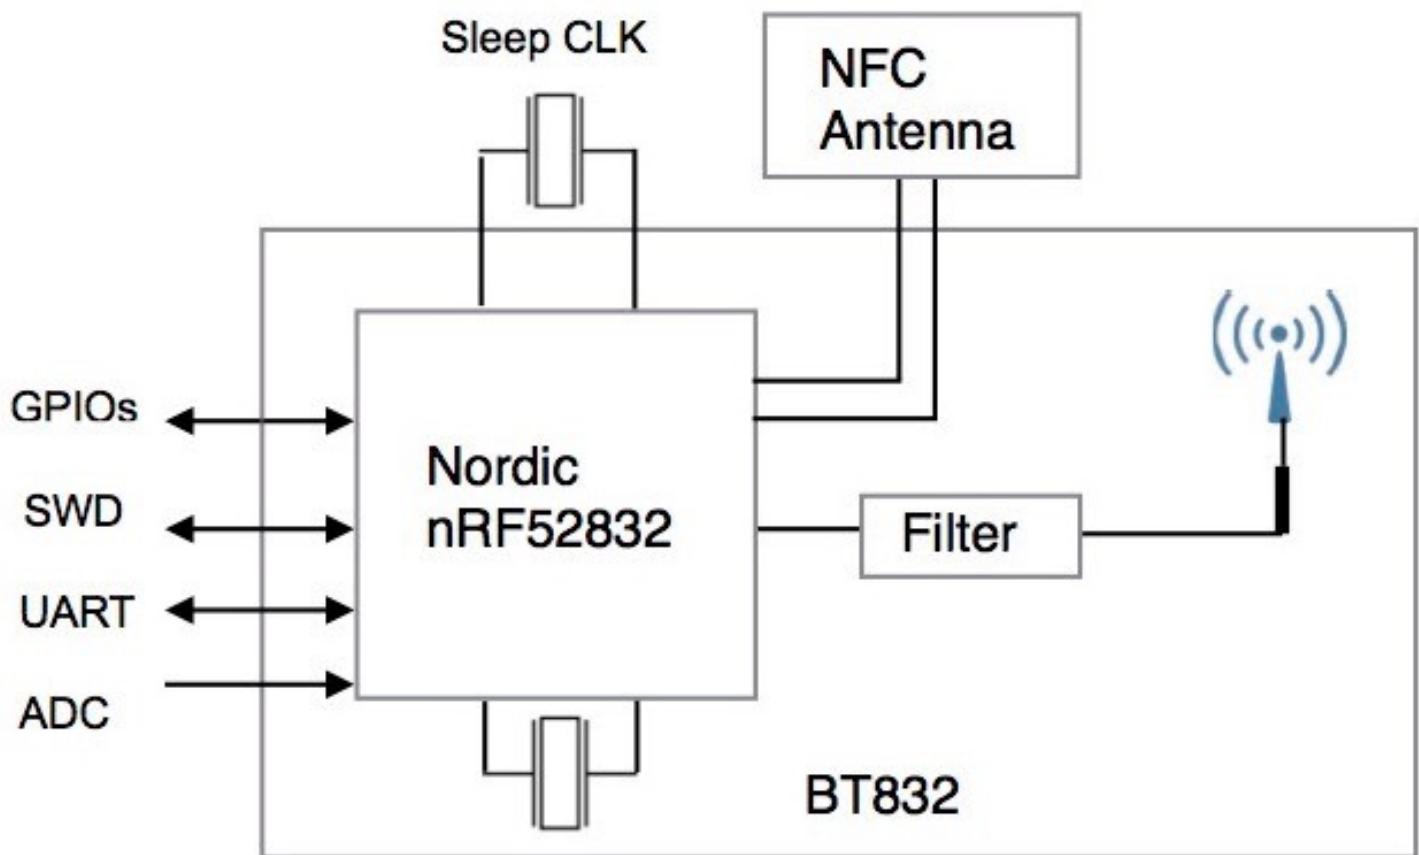 Sleep CLK
NFC
Antenna
GPIOs
SWD
UART
ADC
Nordic
nRF52832
Filter
BT832